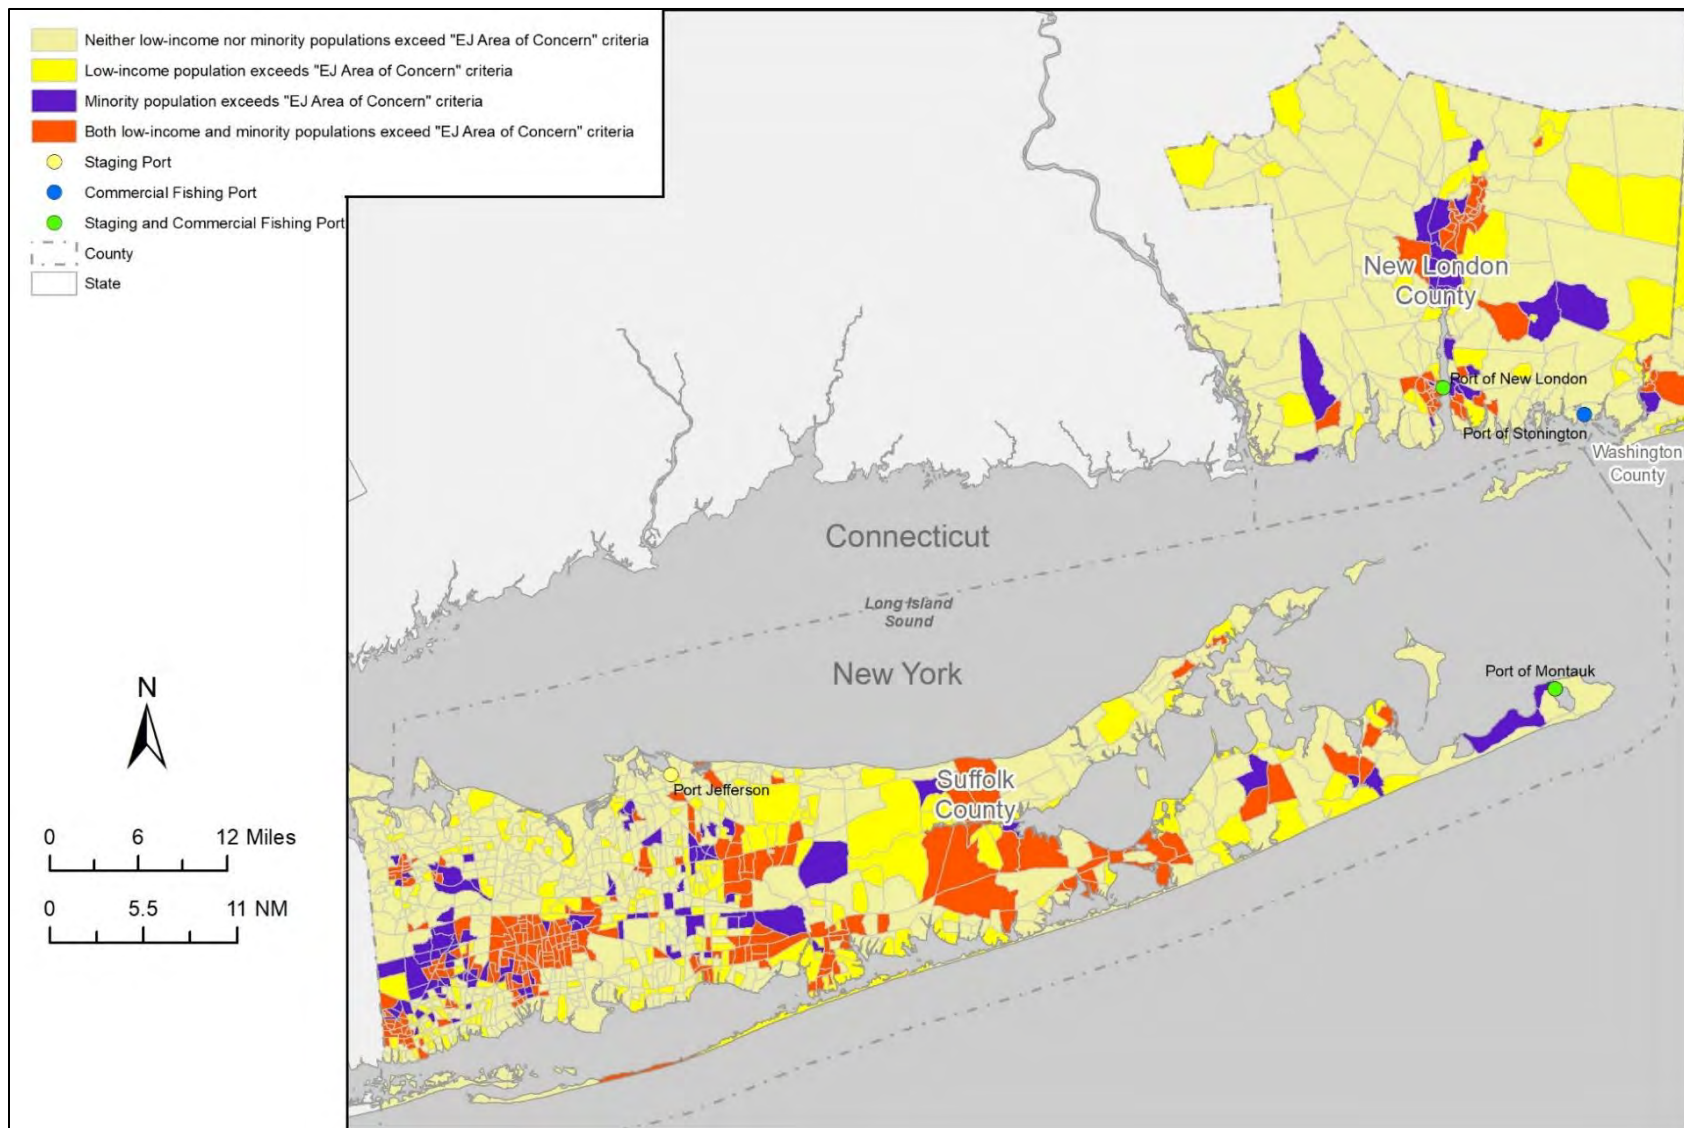 Neither low-income nor minority populations exceed "EJ Area of Concern" criteria
Low-income population exceeds "EJ Area of Concern" criteria
Minority population exceeds "EJ Area of Concern" criteria
Both low-income and minority populations exceed "EJ Area of Concern" criteria
Staging Port
Commercial Fishing Port
Staging and Commercial Fishing Port
County
State
New London
County
Port of New London
Port of Stonington
Washington
County
Connecticut
Long Island
Sound
New York
Port of Montauk
Suffolk
County
Port Jefferson
N
0 6 12 Miles
0 5.5 11 NM